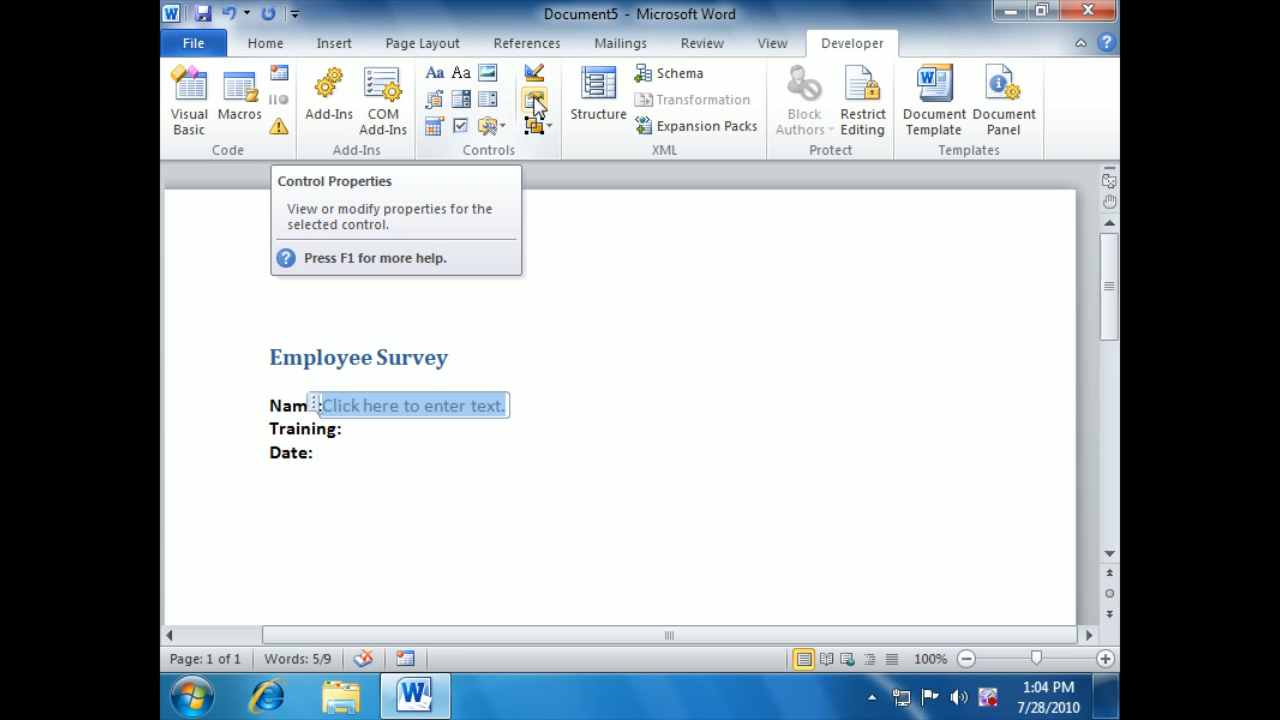 Document5 - Microsoft Word
File Home Insert Page Layout References Mailings Review View Developer
Aa Aa
Schema
Transformation
Expansion Packs
Visual Basic
Macros
Add-Ins
COM Add-Ins
Structure
Block Authors
Restrict Editing
Document Template
Document Panel
Code Add-Ins Controls XML Protect Templates
Control Properties
View or modify properties for the
selected control.
Press F1 for more help.
Employee Survey
Nam :Click here to enter text.
Training:
Date:
Page: 1 of 1 Words: 5/9 100%
1:04 PM
7/28/2010